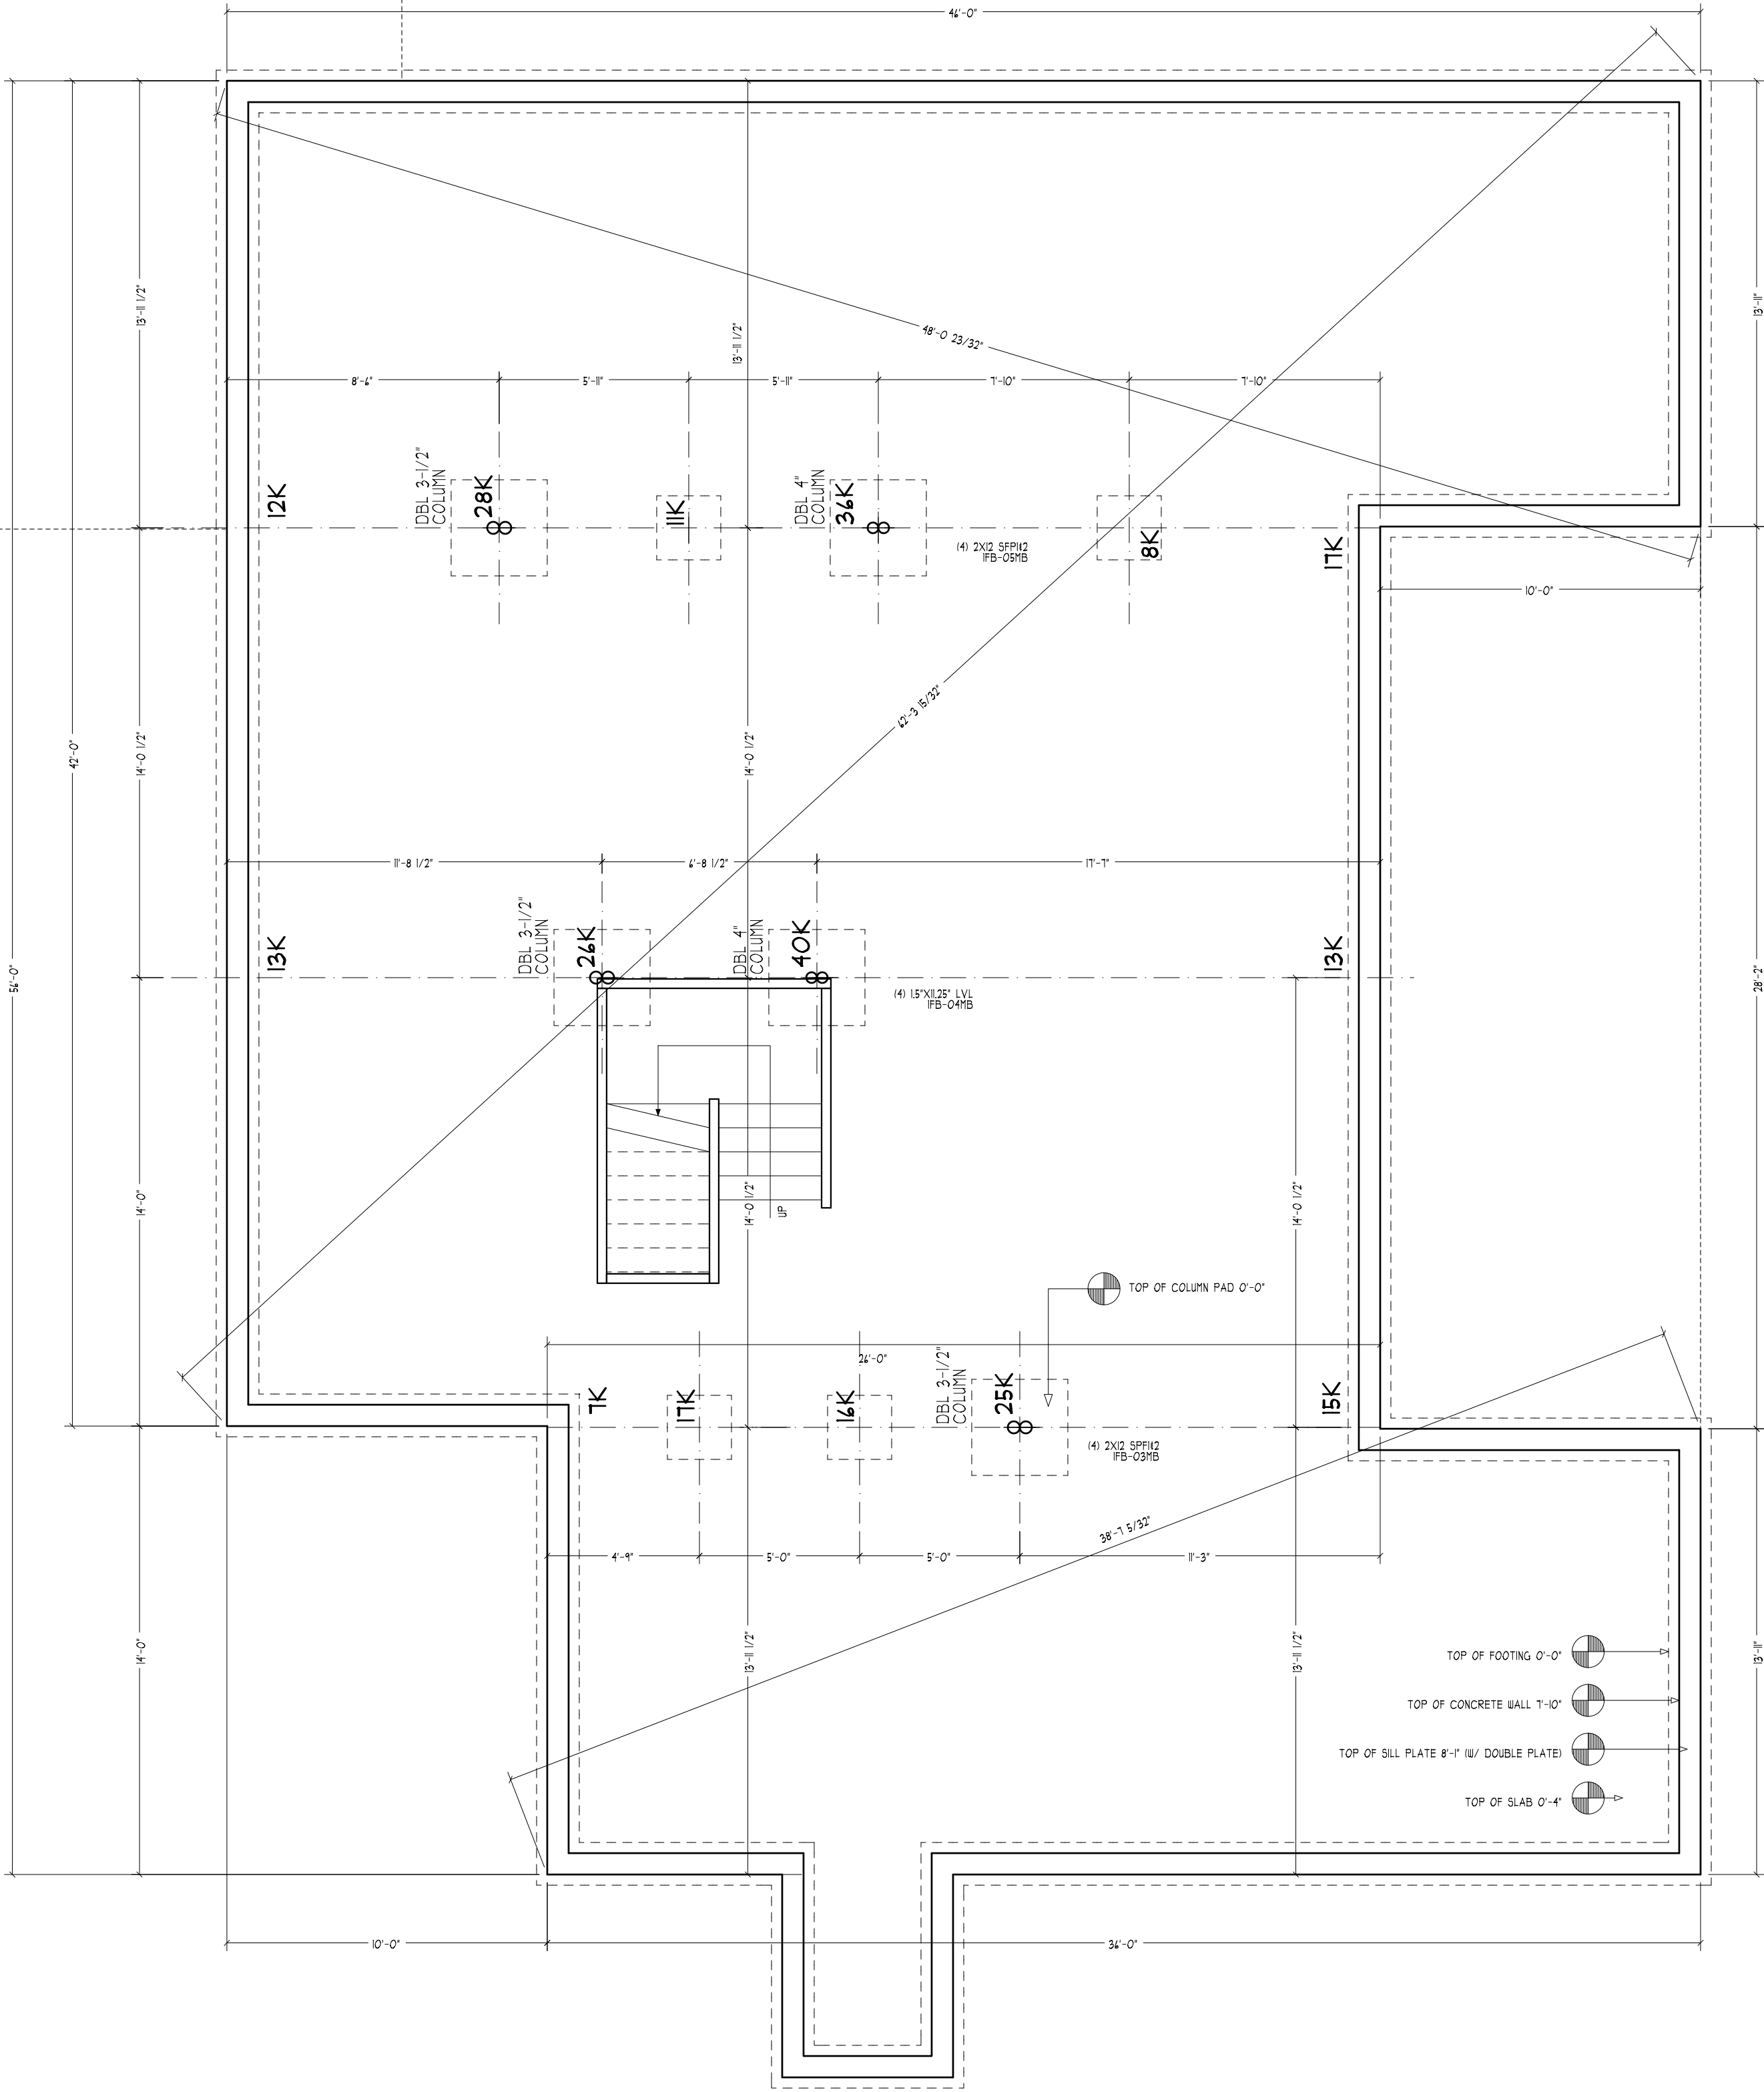 46'-0"
13'-11 1/2"
13'-11 1/2"
13'-11"
48'-0 23/32"
8'-6"
5'-11"
5'-11"
7'-10"
7'-10"
12K
DBL 3-1/2"
COLUMN
28K
11K
DBL 4"
COLUMN
36K
(4) 2X12 SFP1#2
1FB-05MB
8K
17K
10'-0"
62'-3 15/32"
42'-0"
14'-0 1/2"
14'-0 1/2"
11'-8 1/2"
6'-8 1/2"
17'-7"
56'-0"
13K
DBL 3-1/2"
COLUMN
26K
DBL 4"
COLUMN
40K
(4) 1.5"X11.25" LVL
1FB-04MB
13K
28'-2"
14'-0"
14'-0 1/2"
UP
14'-0 1/2"
TOP OF COLUMN PAD 0'-0"
26'-0"
7K
17K
16K
DBL 3-1/2"
COLUMN
25K
(4) 2X12 SPF1#2
1FB-03MB
15K
38'-7 5/32"
4'-9"
5'-0"
5'-0"
11'-3"
14'-0"
13'-11 1/2"
13'-11 1/2"
13'-11"
TOP OF FOOTING 0'-0"
TOP OF CONCRETE WALL 7'-10"
TOP OF SILL PLATE 8'-1" (W/ DOUBLE PLATE)
TOP OF SLAB 0'-4"
10'-0"
36'-0"